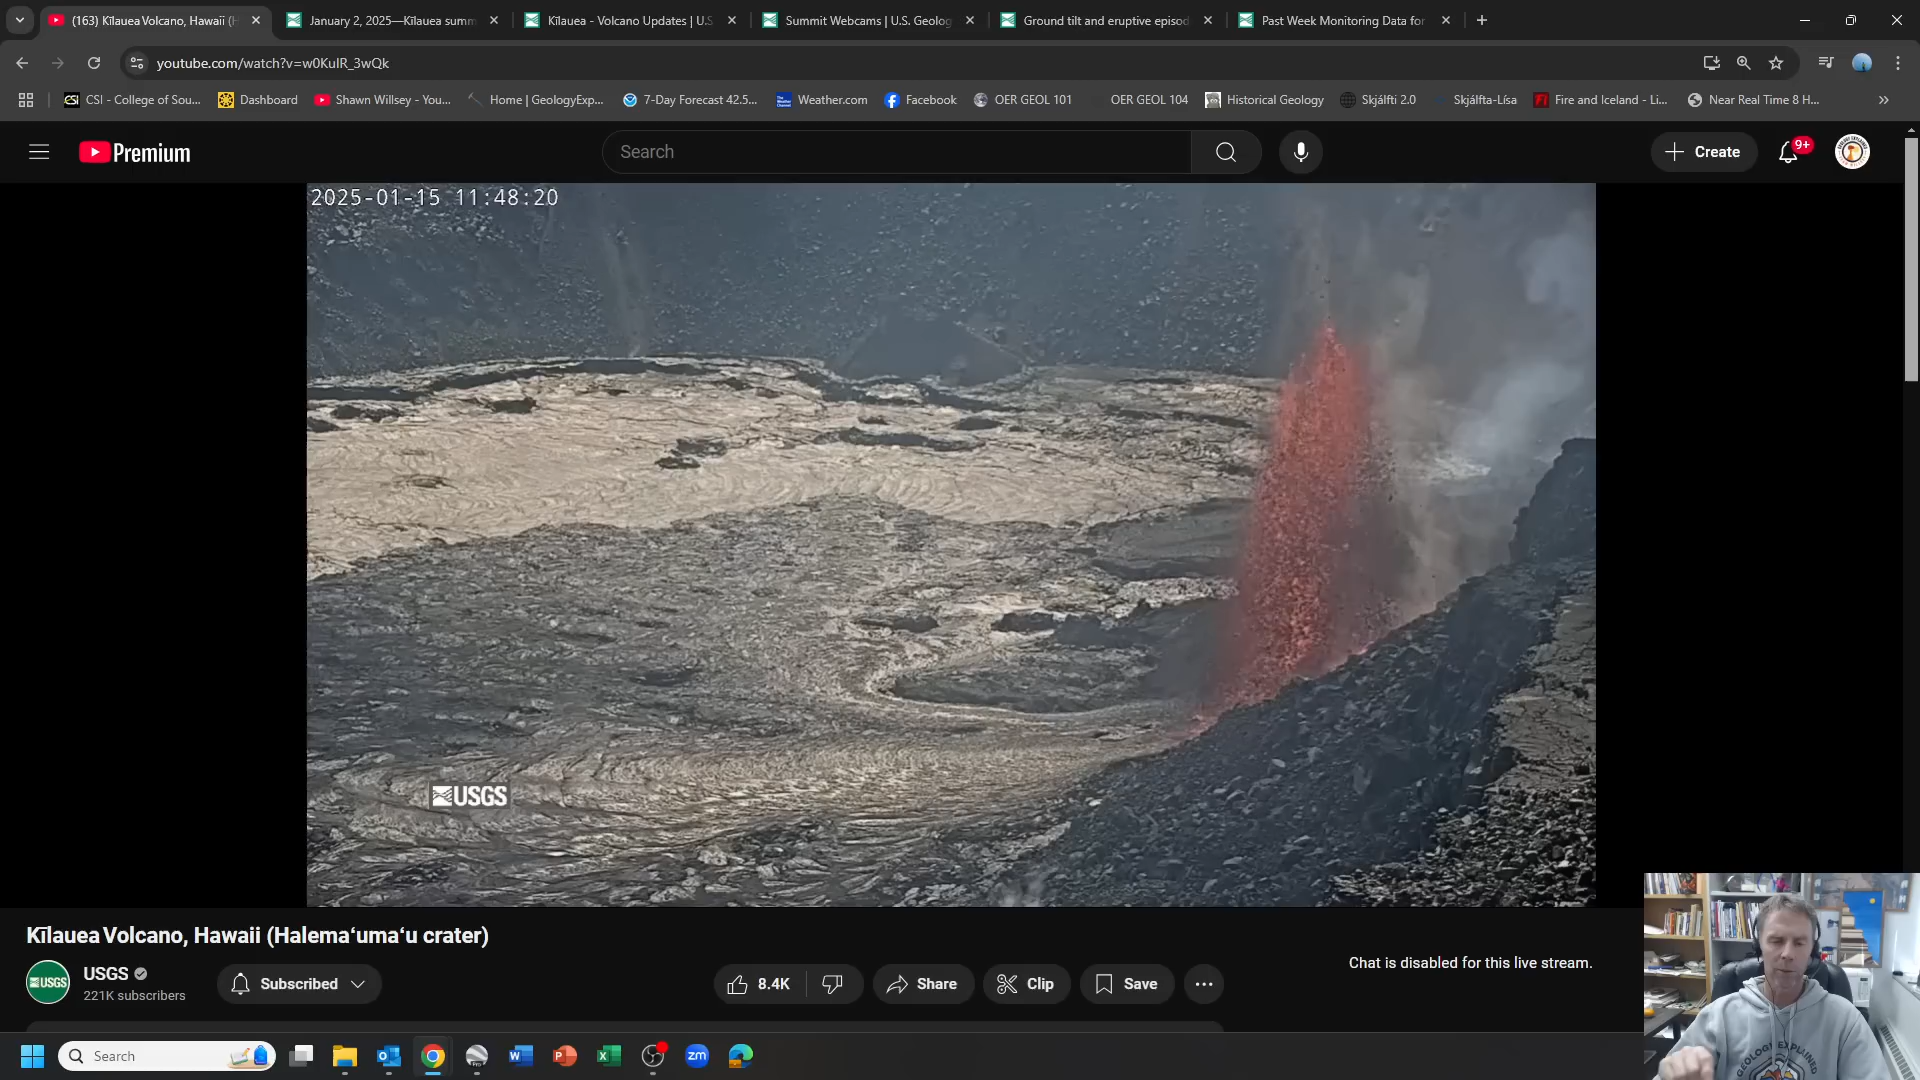 (163) Kīlauea Volcano, Hawaii (H
January 2, 2025—Kīlauea summ
Kīlauea - Volcano Updates | U.S
Summit Webcams | U.S. Geolog
Ground tilt and eruptive episod
Past Week Monitoring Data for
youtube.com/watch?v=w0KulR_3wQk
CSI - College of Sou...
Dashboard
Shawn Willsey - You...
Home | GeologyExp...
7-Day Forecast 42.5...
Weather.com
Facebook
OER GEOL 101
OER GEOL 104
Historical Geology
Skjálfti 2.0
Skjálfta-Lísa
Fire and Iceland - Li...
Near Real Time 8 H...
Premium
Search
Create
9+
2025-01-15 11:48:20
USGS
Kīlauea Volcano, Hawaii (Halemaʻumaʻu crater)
USGS
USGS
221K subscribers
Subscribed
8.4K
Share
Clip
Save
Chat is disabled for this live stream.
GEOLOGY EXPLAINED
Search